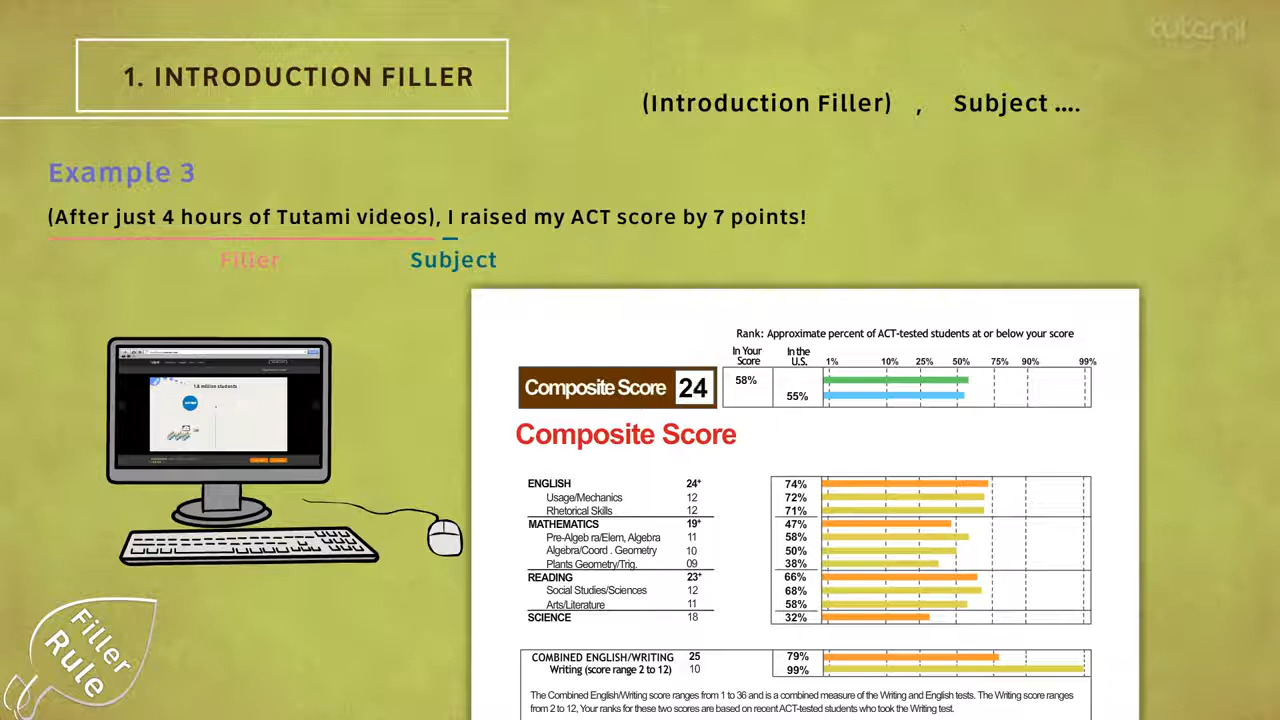 tutami
1. INTRODUCTION FILLER
(Introduction Filler) , Subject ....
Example 3
(After just 4 hours of Tutami videos), I raised my ACT score by 7 points!
Filler Subject
Rank: Approximate percent of ACT-tested students at or below your score
In Your Score In the U.S. 1% 10% 25% 50% 75% 90% 99%
Composite Score 24 58%
55%
Composite Score
ENGLISH 24+ 74%
Usage/Mechanics 12 72%
Rhetorical Skills 12 71%
MATHEMATICS 19+ 47%
Pre-Algeb ra/Elem, Algebra 11 58%
Algebra/Coord . Geometry 10 50%
Plants Geometry/Trig. 09 38%
READING 23+ 66%
Social Studies/Sciences 12 68%
Arts/Literature 11 58%
SCIENCE 18 32%
COMBINED ENGLISH/WRITING 25 79%
Writing (score range 2 to 12) 10 99%
The Combined English/Writing score ranges from 1 to 36 and is a combined measure of the Writing and English tests. The Writing score ranges
from 2 to 12, Your ranks for these two scores are based on recent ACT-tested students who took the Writing test.
1.8 million students
Filler
Rule